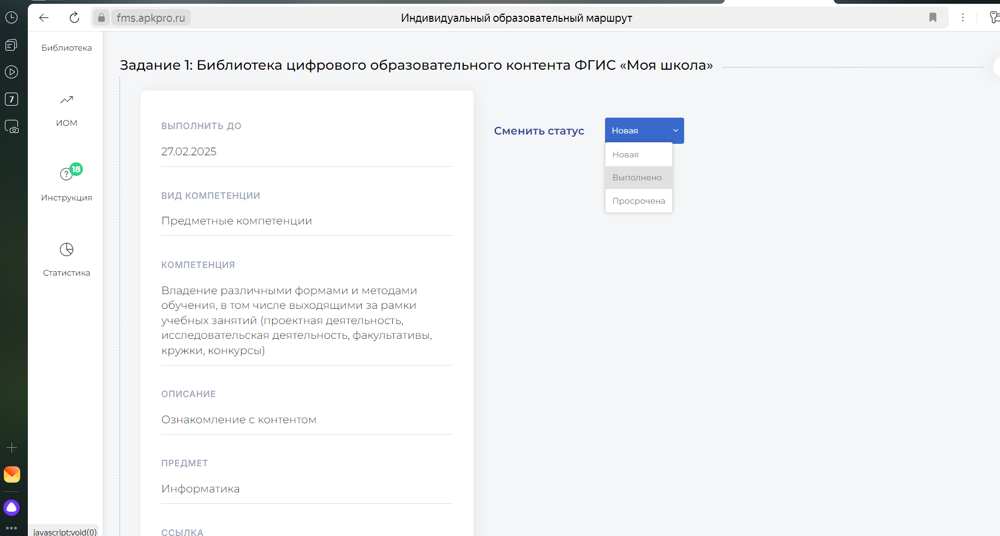 fms.apkpro.ru
Индивидуальный образовательный маршрут
7
Библиотека
ИОМ
18
Инструкция
Статистика
Задание 1: Библиотека цифрового образовательного контента ФГИС «Моя школа»
ВЫПОЛНИТЬ ДО
27.02.2025
ВИД КОМПЕТЕНЦИИ
Предметные компетенции
КОМПЕТЕНЦИЯ
Владение различными формами и методами
обучения, в том числе выходящими за рамки
учебных занятий (проектная деятельность,
исследовательская деятельность, факультативы,
кружки, конкурсы)
ОПИСАНИЕ
Ознакомление с контентом
ПРЕДМЕТ
Информатика
ССЫЛКА
Сменить статус
Новая
Новая
Выполнено
Просрочена
javascript:void(0)